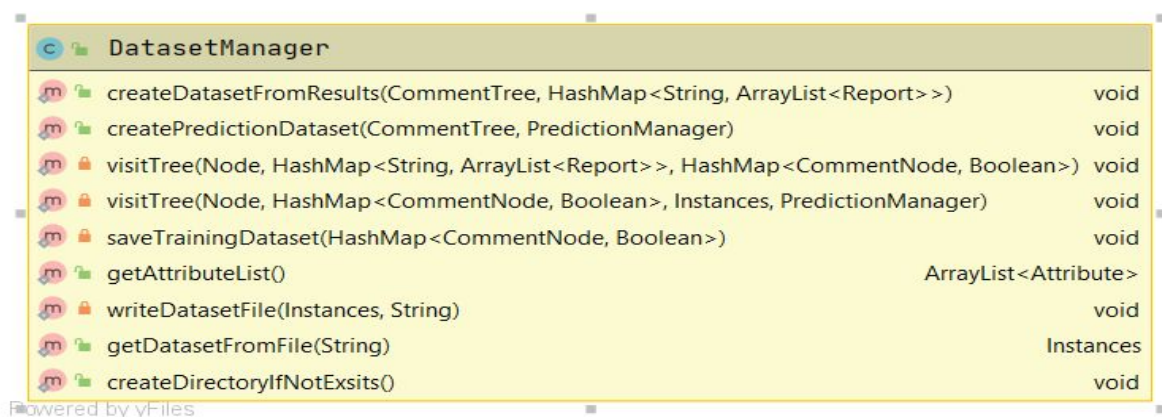 C DatasetManager
m createDatasetFromResults(CommentTree, HashMap<String, ArrayList<Report>>) void
m createPredictionDataset(CommentTree, PredictionManager) void
m visitTree(Node, HashMap<String, ArrayList<Report>>, HashMap<CommentNode, Boolean>) void
m visitTree(Node, HashMap<CommentNode, Boolean>, Instances, PredictionManager) void
m saveTrainingDataset(HashMap<CommentNode, Boolean>) void
m getAttributeList() ArrayList<Attribute>
m writeDatasetFile(Instances, String) void
m getDatasetFromFile(String) Instances
m createDirectoryIfNotExsits() void
Powered by yFiles